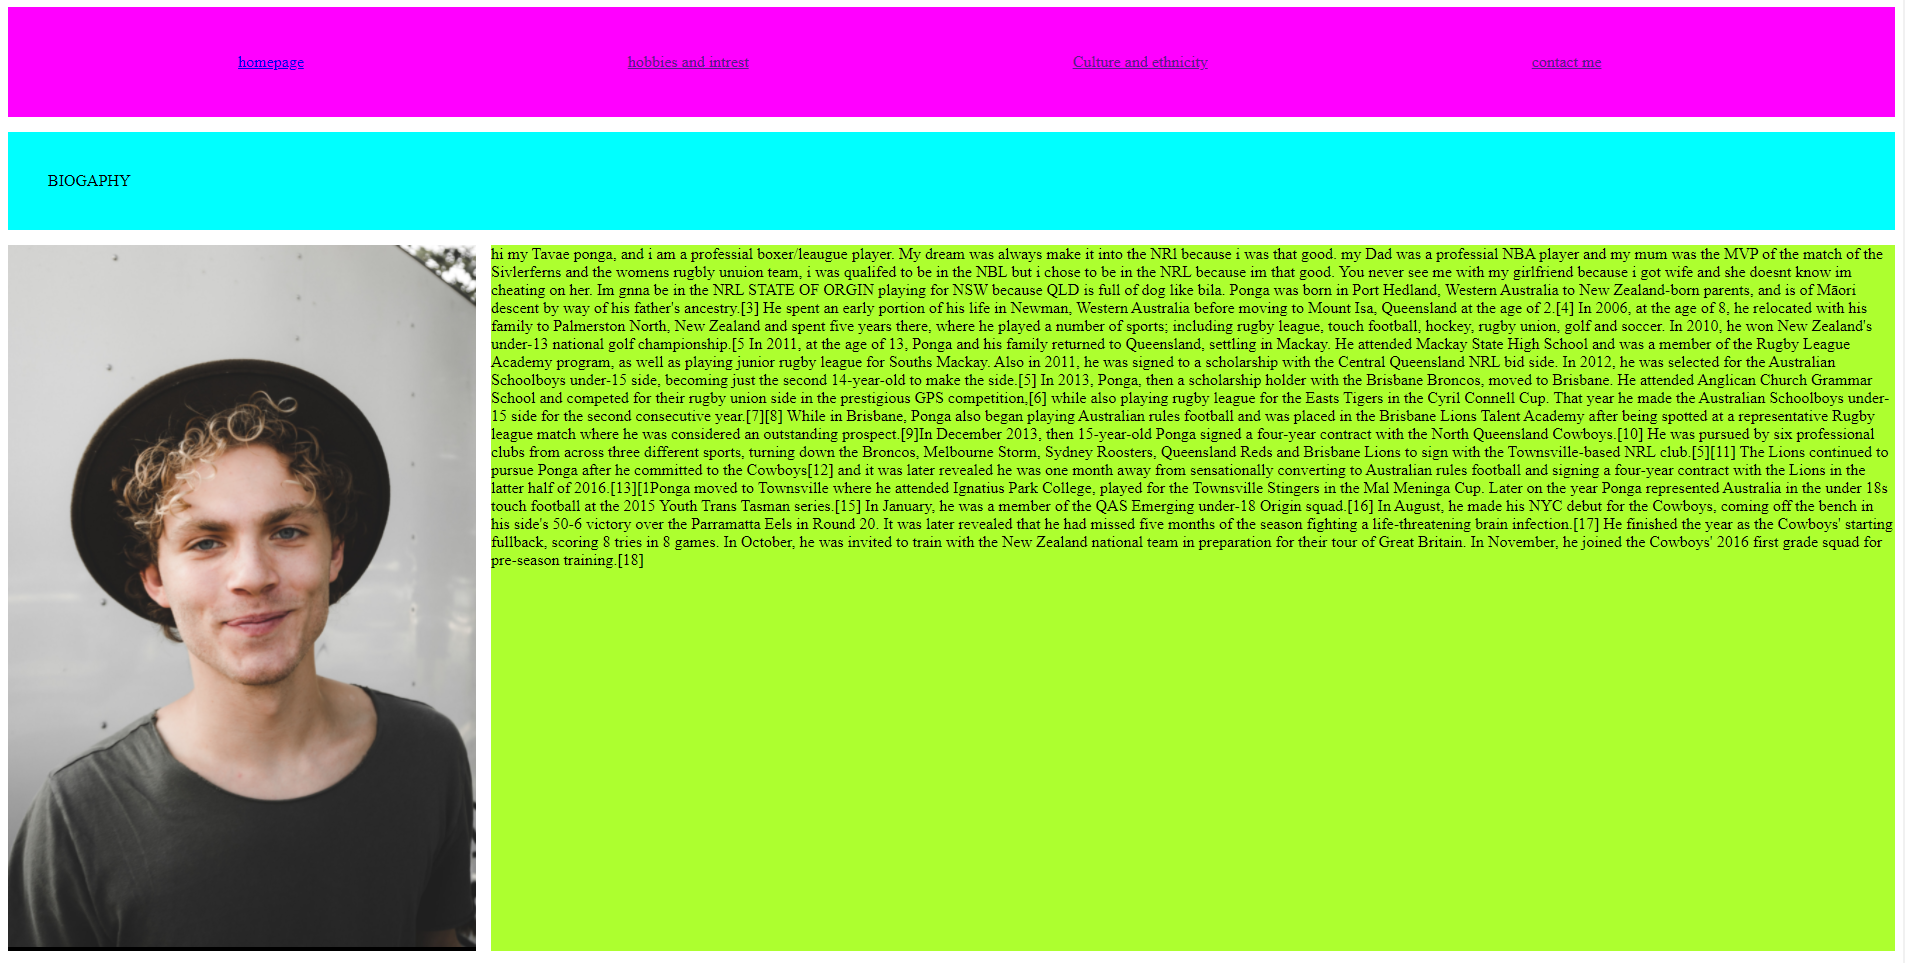 homepage hobbies and intrest Culture and ethnicity contact me
BIOGAPHY
hi my Tavae ponga, and i am a professial boxer/leaugue player. My dream was always make it into the NRl because i was that good. my Dad was a professial NBA player and my mum was the MVP of the match of the
Sivlerferns and the womens rugbly unuion team, i was qualifed to be in the NBL but i chose to be in the NRL because im that good. You never see me with my girlfriend because i got wife and she doesnt know im
cheating on her. Im gnna be in the NRL STATE OF ORGIN playing for NSW because QLD is full of dog like bila. Ponga was born in Port Hedland, Western Australia to New Zealand-born parents, and is of Māori
descent by way of his father's ancestry.[3] He spent an early portion of his life in Newman, Western Australia before moving to Mount Isa, Queensland at the age of 2.[4] In 2006, at the age of 8, he relocated with his
family to Palmerston North, New Zealand and spent five years there, where he played a number of sports; including rugby league, touch football, hockey, rugby union, golf and soccer. In 2010, he won New Zealand's
under-13 national golf championship.[5 In 2011, at the age of 13, Ponga and his family returned to Queensland, settling in Mackay. He attended Mackay State High School and was a member of the Rugby League
Academy program, as well as playing junior rugby league for Souths Mackay. Also in 2011, he was signed to a scholarship with the Central Queensland NRL bid side. In 2012, he was selected for the Australian
Schoolboys under-15 side, becoming just the second 14-year-old to make the side.[5] In 2013, Ponga, then a scholarship holder with the Brisbane Broncos, moved to Brisbane. He attended Anglican Church Grammar
School and competed for their rugby union side in the prestigious GPS competition,[6] while also playing rugby league for the Easts Tigers in the Cyril Connell Cup. That year he made the Australian Schoolboys under-
15 side for the second consecutive year.[7][8] While in Brisbane, Ponga also began playing Australian rules football and was placed in the Brisbane Lions Talent Academy after being spotted at a representative Rugby
league match where he was considered an outstanding prospect.[9]In December 2013, then 15-year-old Ponga signed a four-year contract with the North Queensland Cowboys.[10] He was pursued by six professional
clubs from across three different sports, turning down the Broncos, Melbourne Storm, Sydney Roosters, Queensland Reds and Brisbane Lions to sign with the Townsville-based NRL club.[5][11] The Lions continued to
pursue Ponga after he committed to the Cowboys[12] and it was later revealed he was one month away from sensationally converting to Australian rules football and signing a four-year contract with the Lions in the
latter half of 2016.[13][1Ponga moved to Townsville where he attended Ignatius Park College, played for the Townsville Stingers in the Mal Meninga Cup. Later on the year Ponga represented Australia in the under 18s
touch football at the 2015 Youth Trans Tasman series.[15] In January, he was a member of the QAS Emerging under-18 Origin squad.[16] In August, he made his NYC debut for the Cowboys, coming off the bench in
his side's 50-6 victory over the Parramatta Eels in Round 20. It was later revealed that he had missed five months of the season fighting a life-threatening brain infection.[17] He finished the year as the Cowboys' starting
fullback, scoring 8 tries in 8 games. In October, he was invited to train with the New Zealand national team in preparation for their tour of Great Britain. In November, he joined the Cowboys' 2016 first grade squad for
pre-season training.[18]